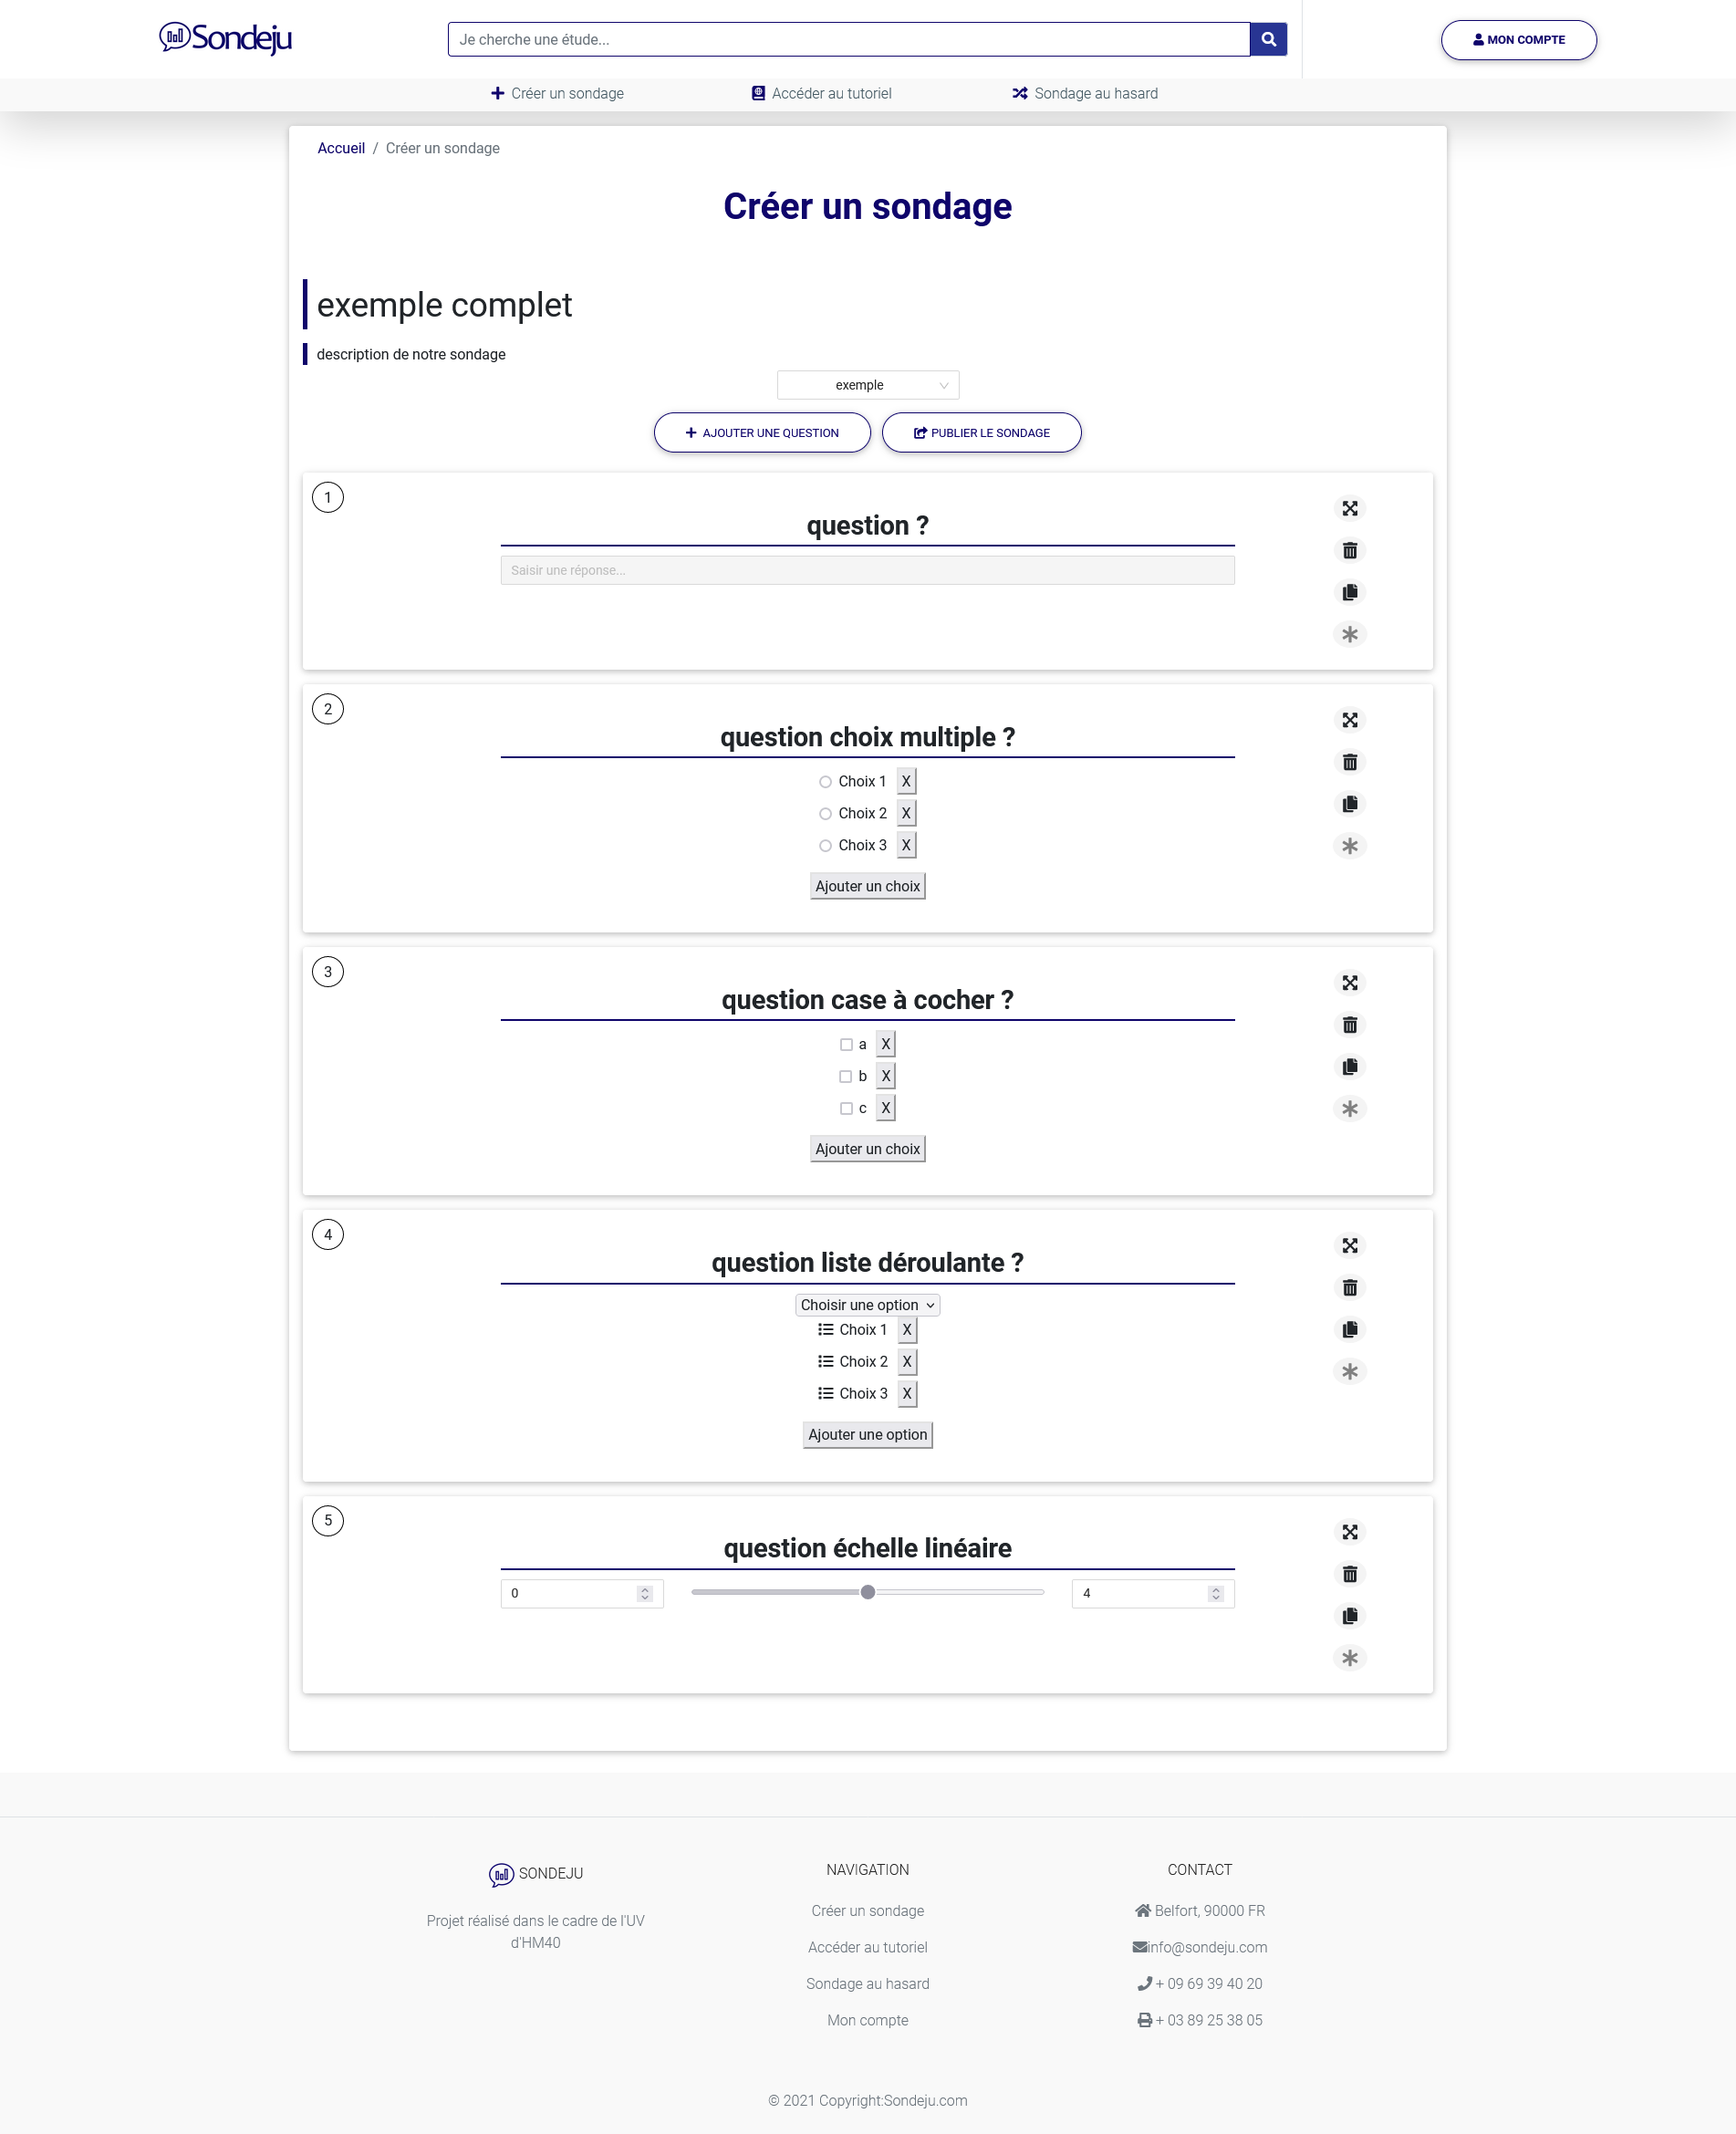 Sondeju
Je cherche une étude...
MON COMPTE
Créer un sondage
Accéder au tutoriel
Sondage au hasard
Accueil / Créer un sondage
Créer un sondage
exemple complet
description de notre sondage
exemple
AJOUTER UNE QUESTION
PUBLIER LE SONDAGE
1
question ?
Saisir une réponse...
2
question choix multiple ?
Choix 1 X
Choix 2 X
Choix 3 X
Ajouter un choix
3
question case à cocher ?
a X
b X
c X
Ajouter un choix
4
question liste déroulante ?
Choisir une option
Choix 1 X
Choix 2 X
Choix 3 X
Ajouter une option
5
question échelle linéaire
0
4
SONDEJU
Projet réalisé dans le cadre de l'UV
d'HM40
NAVIGATION
Créer un sondage
Accéder au tutoriel
Sondage au hasard
Mon compte
CONTACT
Belfort, 90000 FR
info@sondeju.com
+ 09 69 39 40 20
+ 03 89 25 38 05
© 2021 Copyright:Sondeju.com